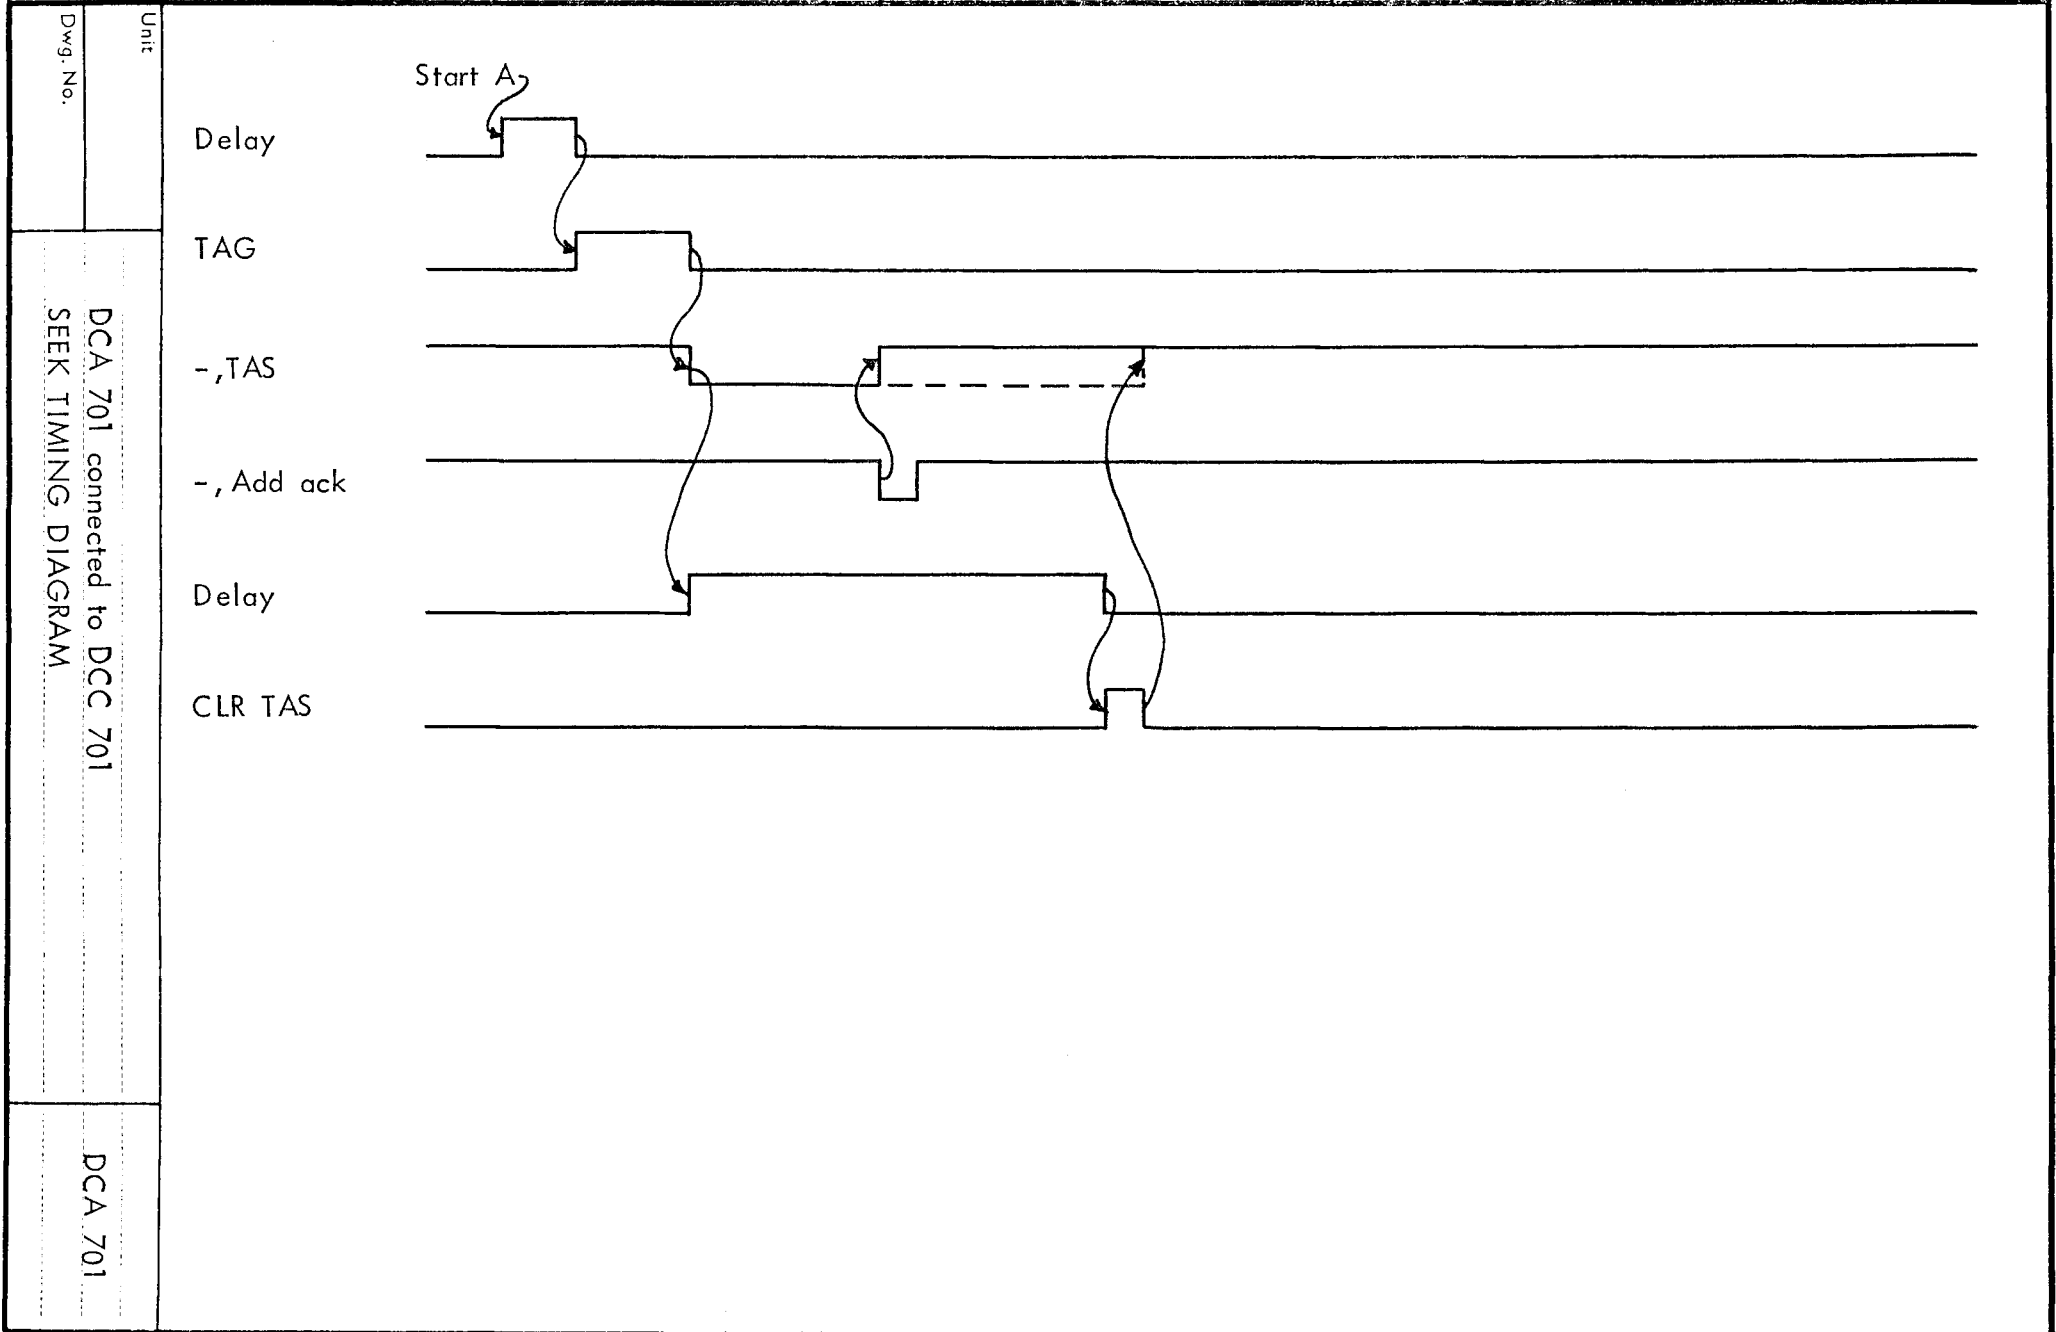 Unit
Dwg. No.
DCA 701 connected to DCC 701
SEEK TIMING DIAGRAM
DCA 701
Start A
Delay
TAG
-,TAS
-, Add ack
Delay
CLR TAS